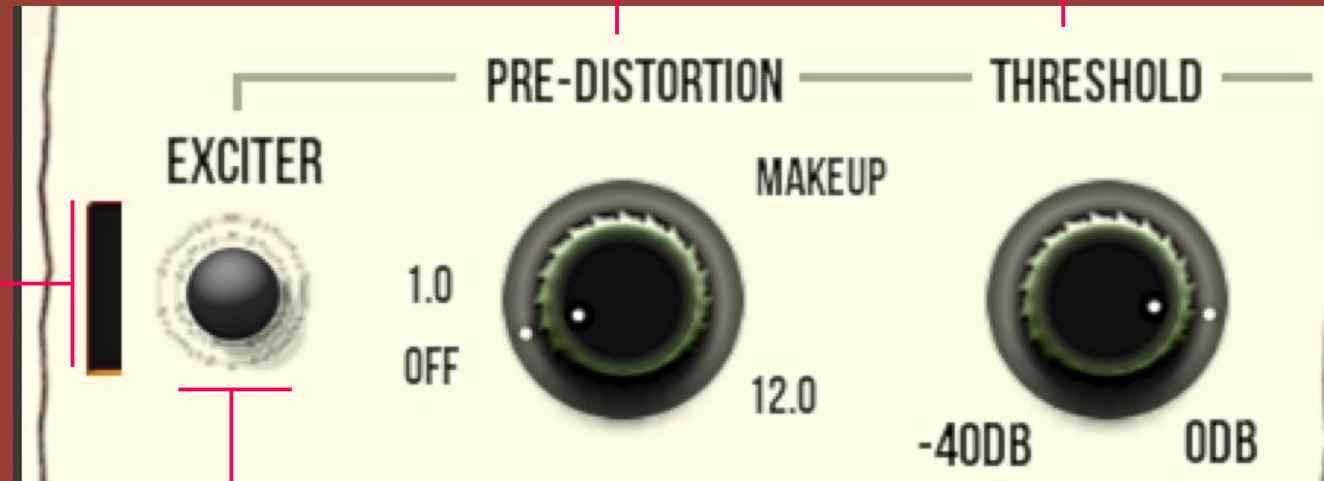 PRE-DISTORTION
THRESHOLD
EXCITER
MAKEUP
1.0
OFF
12.0
-40DB
0DB